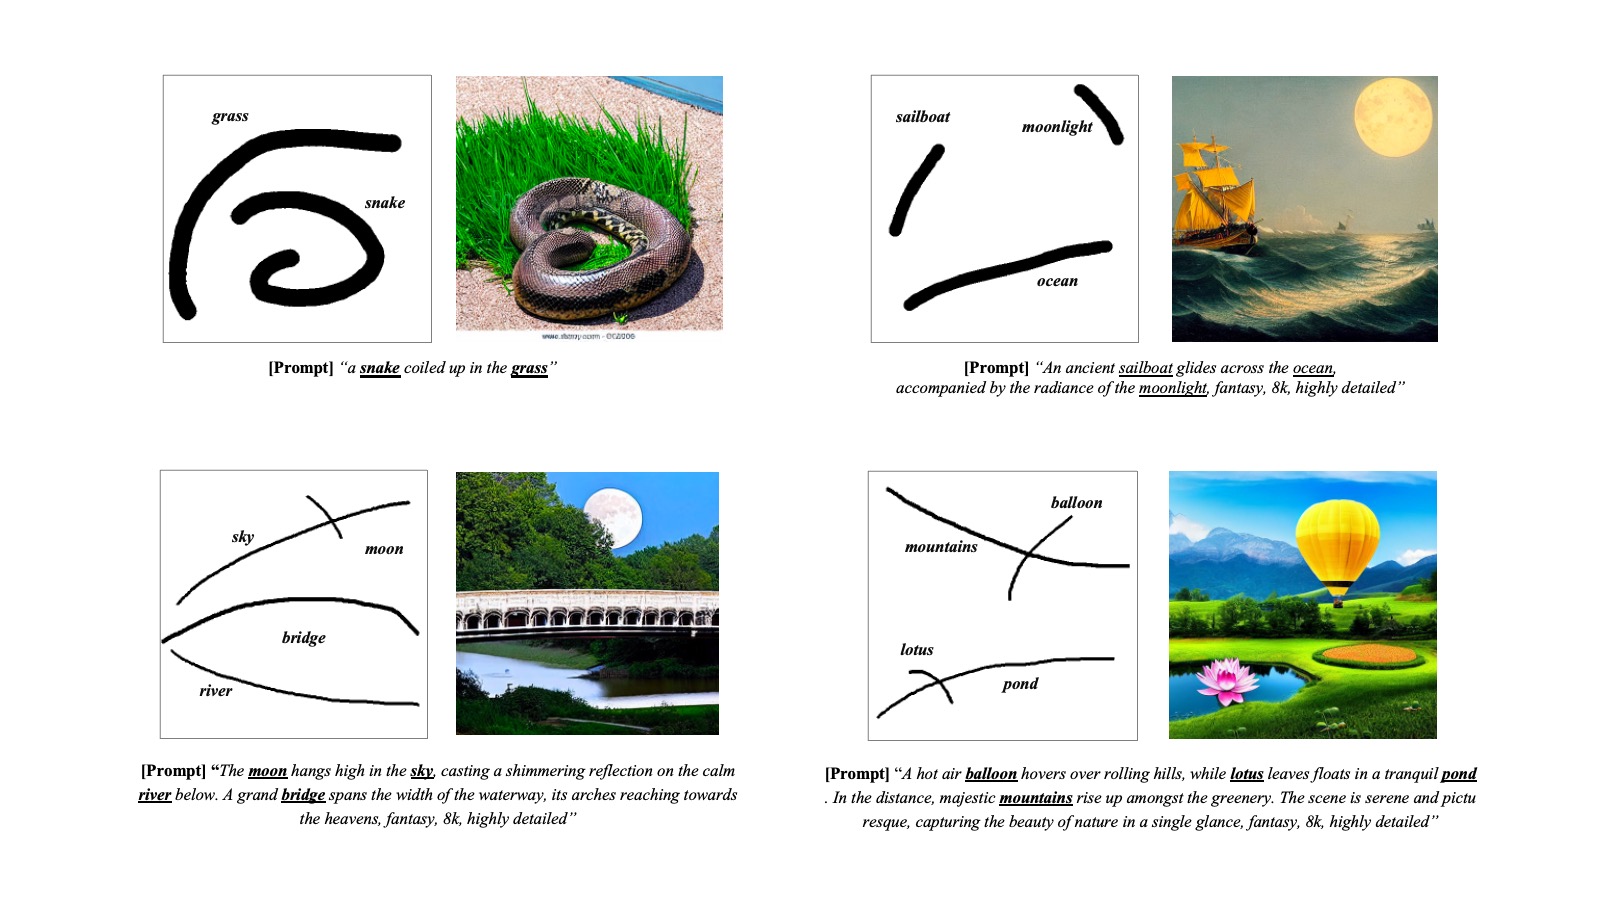 grass
snake
[Prompt] “a snake coiled up in the grass”
sailboat
moonlight
ocean
[Prompt] “An ancient sailboat glides across the ocean,
accompanied by the radiance of the moonlight, fantasy, 8k, highly detailed”
sky
moon
bridge
river
[Prompt] “The moon hangs high in the sky, casting a shimmering reflection on the calm
river below. A grand bridge spans the width of the waterway, its arches reaching towards
the heavens, fantasy, 8k, highly detailed”
balloon
mountains
lotus
pond
[Prompt] “A hot air balloon hovers over rolling hills, while lotus leaves floats in a tranquil pond
. In the distance, majestic mountains rise up amongst the greenery. The scene is serene and pictu
resque, capturing the beauty of nature in a single glance, fantasy, 8k, highly detailed”